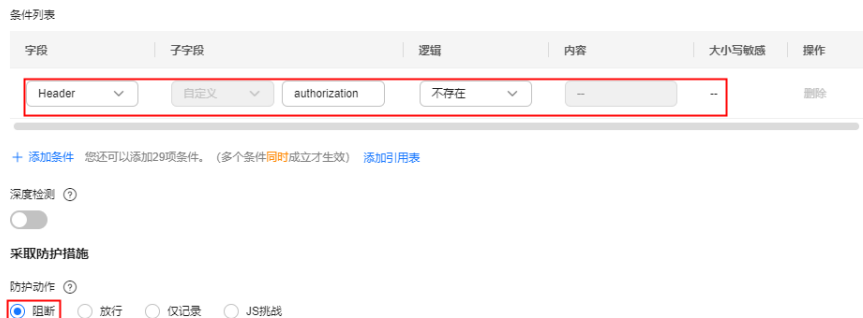 条件列表
字段 子字段 逻辑 内容 大小写敏感 操作
Header 自定义 authorization 不存在 -- -- 删除
+ 添加条件 您还可以添加29项条件。（多个条件同时成立才生效） 添加引用表
深度检测 ?
采取防护措施
防护动作 ?
阻断 放行 仅记录 JS挑战